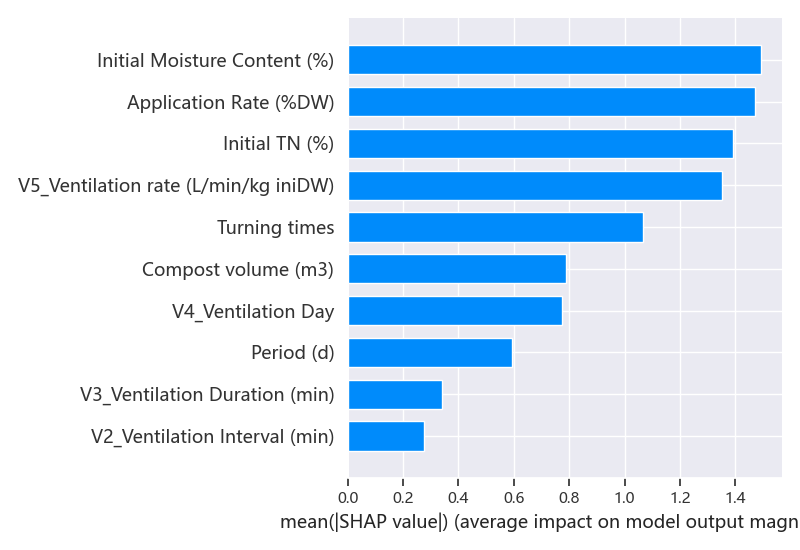 Initial Moisture Content (%)
Application Rate (%DW)
Initial TN (%)
V5_Ventilation rate (L/min/kg iniDW)
Turning times
Compost volume (m3)
V4_Ventilation Day
Period (d)
V3_Ventilation Duration (min)
V2_Ventilation Interval (min)
0.0 0.2 0.4 0.6 0.8 1.0 1.2 1.4
mean(|SHAP value|) (average impact on model output magn